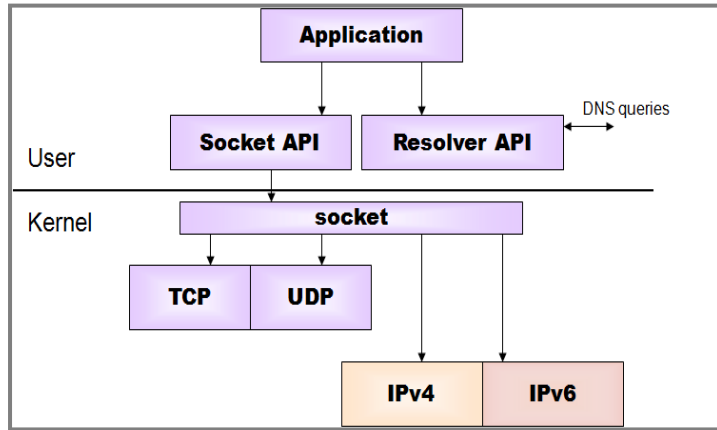 Application
DNS queries
Socket API
Resolver API
User
Kernel
socket
TCP
UDP
IPv4
IPv6